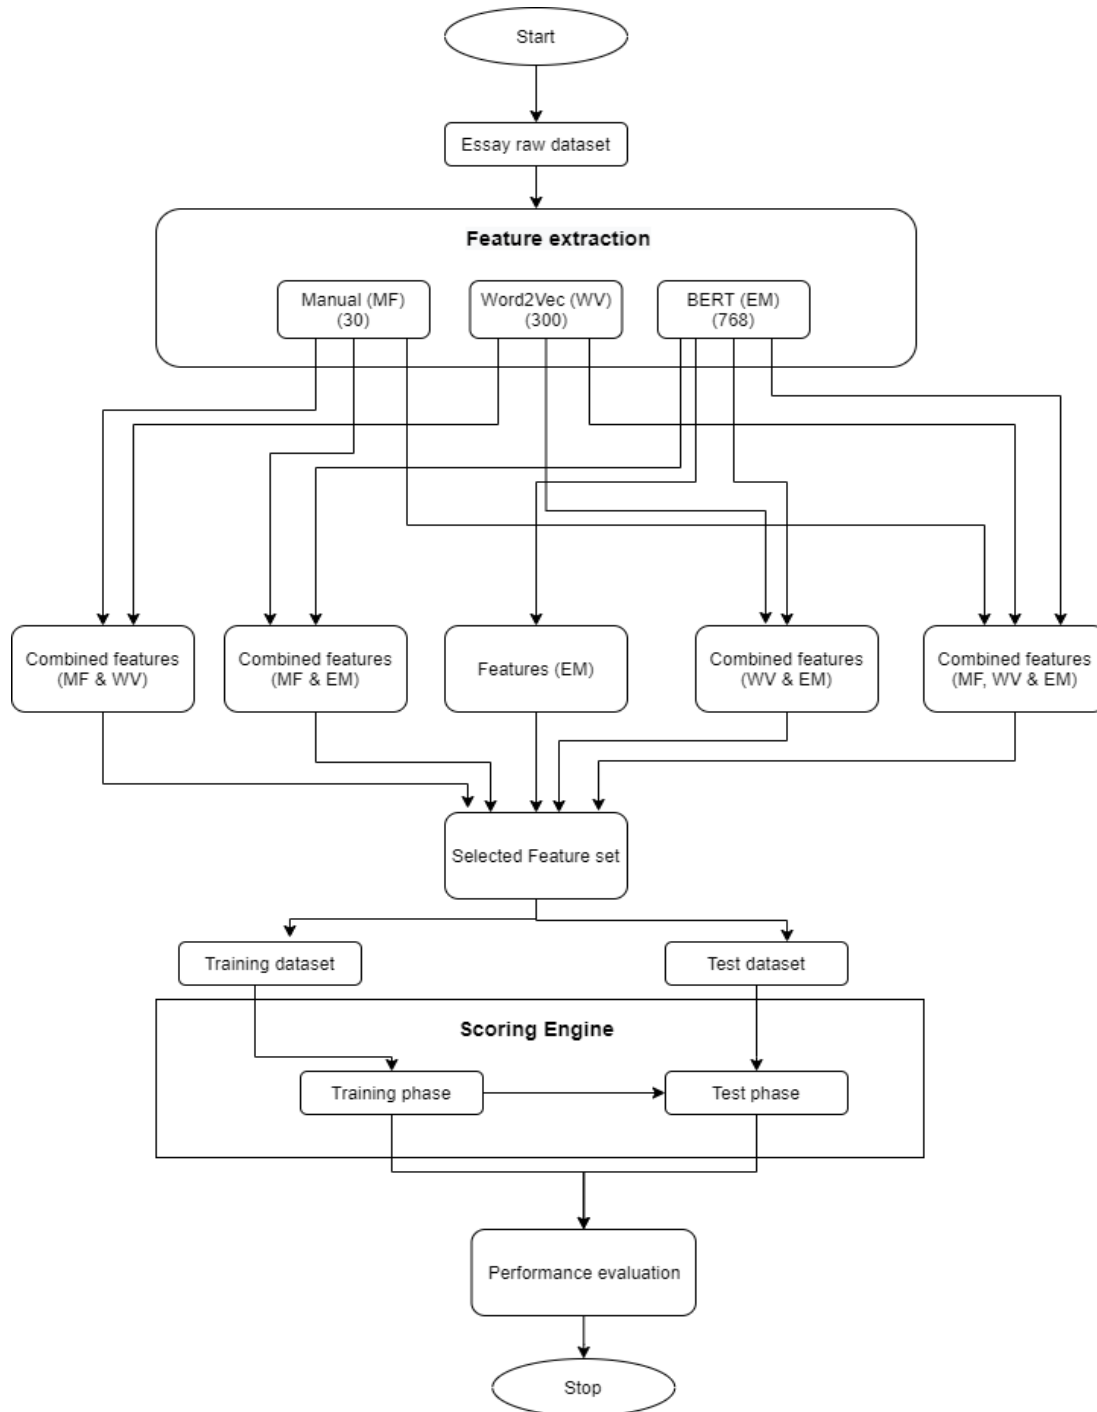 Start
Essay raw dataset
Feature extraction
Manual (MF)
(30)
Word2Vec (WV)
(300)
BERT (EM)
(768)
Combined features
(MF & WV)
Combined features
(MF & EM)
Features (EM)
Combined features
(WV & EM)
Combined features
(MF, WV & EM)
Selected Feature set
Training dataset
Test dataset
Scoring Engine
Training phase
Test phase
Performance evaluation
Stop